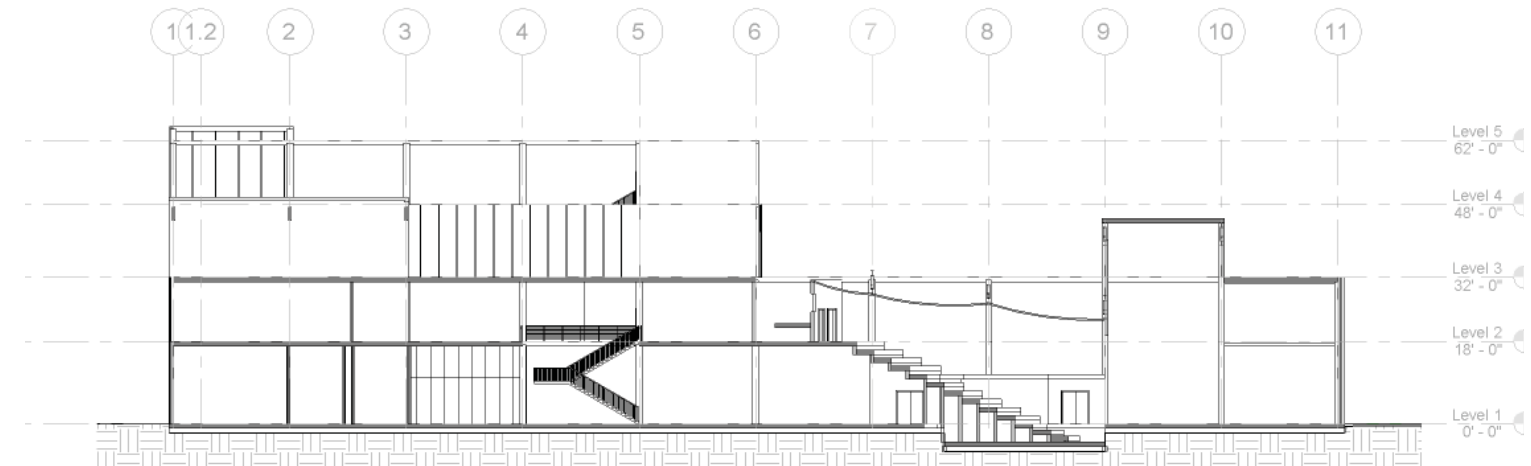 1
1.2
2
3
4
5
6
7
8
9
10
11
Level 5
62' - 0"
Level 4
48' - 0"
Level 3
32' - 0"
Level 2
18' - 0"
Level 1
0' - 0"